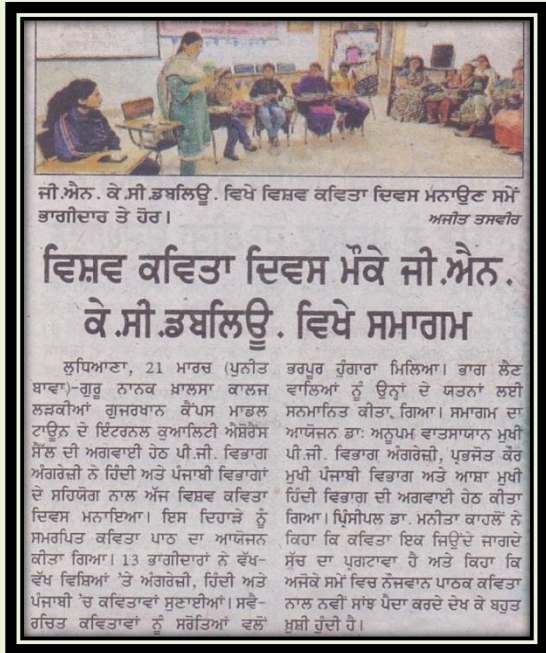 ਜੀ.ਐਨ. ਕੇ.ਸੀ.ਡਬਲਿਊ. ਵਿਖੇ ਵਿਸ਼ਵ ਕਵਿਤਾ ਦਿਵਸ ਮਨਾਉਣ ਸਮੇਂ
ਭਾਗੀਦਾਰ ਤੇ ਹੋਰ।
ਅਜੀਤ ਤਸਵੀਰ
ਵਿਸ਼ਵ ਕਵਿਤਾ ਦਿਵਸ ਮੌਕੇ ਜੀ.ਐਨ.
ਕੇ.ਸੀ.ਡਬਲਿਊ. ਵਿਖੇ ਸਮਾਗਮ
ਲੁਧਿਆਣਾ, 21 ਮਾਰਚ (ਪੁਨੀਤ
ਬਾਵਾ)-ਗੁਰੂ ਨਾਨਕ ਖ਼ਾਲਸਾ ਕਾਲਜ
ਲੜਕੀਆਂ ਗੁਜਰਖਾਨ ਕੈਂਪਸ ਮਾਡਲ
ਟਾਊਨ ਦੇ ਇੰਟਰਨਲ ਕੁਆਲਿਟੀ ਐਸ਼ੋਰੈਂਸ
ਸੈੱਲ ਦੀ ਅਗਵਾਈ ਹੇਠ ਪੀ.ਜੀ. ਵਿਭਾਗ
ਅੰਗਰੇਜ਼ੀ ਨੇ ਹਿੰਦੀ ਅਤੇ ਪੰਜਾਬੀ ਵਿਭਾਗਾਂ
ਦੇ ਸਹਿਯੋਗ ਨਾਲ ਅੱਜ ਵਿਸ਼ਵ ਕਵਿਤਾ
ਦਿਵਸ ਮਨਾਇਆ। ਇਸ ਦਿਹਾੜੇ ਨੂੰ
ਸਮਰਪਿਤ ਕਵਿਤਾ ਪਾਠ ਦਾ ਆਯੋਜਨ
ਕੀਤਾ ਗਿਆ। 13 ਭਾਗੀਦਾਰਾਂ ਨੇ ਵੱਖ-
ਵੱਖ ਵਿਸ਼ਿਆਂ 'ਤੇ ਅੰਗਰੇਜ਼ੀ, ਹਿੰਦੀ ਅਤੇ
ਪੰਜਾਬੀ 'ਚ ਕਵਿਤਾਵਾਂ ਸੁਣਾਈਆਂ। ਸਵੈ-
ਰਚਿਤ ਕਵਿਤਾਵਾਂ ਨੂੰ ਸਰੋਤਿਆਂ ਵਲੋਂ
ਭਰਪੂਰ ਹੁੰਗਾਰਾ ਮਿਲਿਆ। ਭਾਗ ਲੈਣ
ਵਾਲਿਆਂ ਨੂੰ ਉਨ੍ਹਾਂ ਦੇ ਯਤਨਾਂ ਲਈ
ਸਨਮਾਨਿਤ ਕੀਤਾ ਗਿਆ। ਸਮਾਗਮ ਦਾ
ਆਯੋਜਨ ਡਾ: ਅਨੂਪਮ ਵਾਤਸਾਯਾਨ ਮੁਖੀ
ਪੀ.ਜੀ. ਵਿਭਾਗ ਅੰਗਰੇਜ਼ੀ, ਪ੍ਰਭਜੋਤ ਕੌਰ
ਮੁਖੀ ਪੰਜਾਬੀ ਵਿਭਾਗ ਅਤੇ ਆਸ਼ਾ ਮੁਖੀ
ਹਿੰਦੀ ਵਿਭਾਗ ਦੀ ਅਗਵਾਈ ਹੇਠ ਕੀਤਾ
ਗਿਆ। ਪ੍ਰਿੰਸੀਪਲ ਡਾ. ਮਨੀਤਾ ਕਾਹਲੋਂ ਨੇ
ਕਿਹਾ ਕਿ ਕਵਿਤਾ ਇਕ ਜਿਉਂਦੇ ਜਾਗਦੇ
ਸੁੱਚ ਦਾ ਪ੍ਰਗਟਾਵਾ ਹੈ ਅਤੇ ਕਿਹਾ ਕਿ
ਅਜੋਕੇ ਸਮੇਂ ਵਿਚ ਨੌਜਵਾਨ ਪਾਠਕ ਕਵਿਤਾ
ਨਾਲ ਨਵੀਂ ਸਾਂਝ ਪੈਦਾ ਕਰਦੇ ਦੇਖ ਕੇ ਬਹੁਤ
ਖ਼ੁਸ਼ੀ ਹੁੰਦੀ ਹੈ।